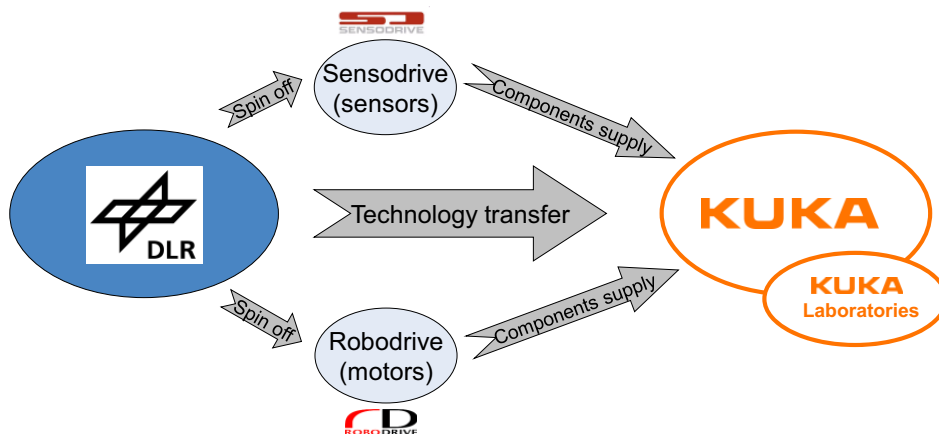 SENSODRIVE
Sensodrive
(sensors)
Spin off
Components supply
DLR
Technology transfer
KUKA
KUKA
Laboratories
Spin off
Components supply
Robodrive
(motors)
ROBODRIVE